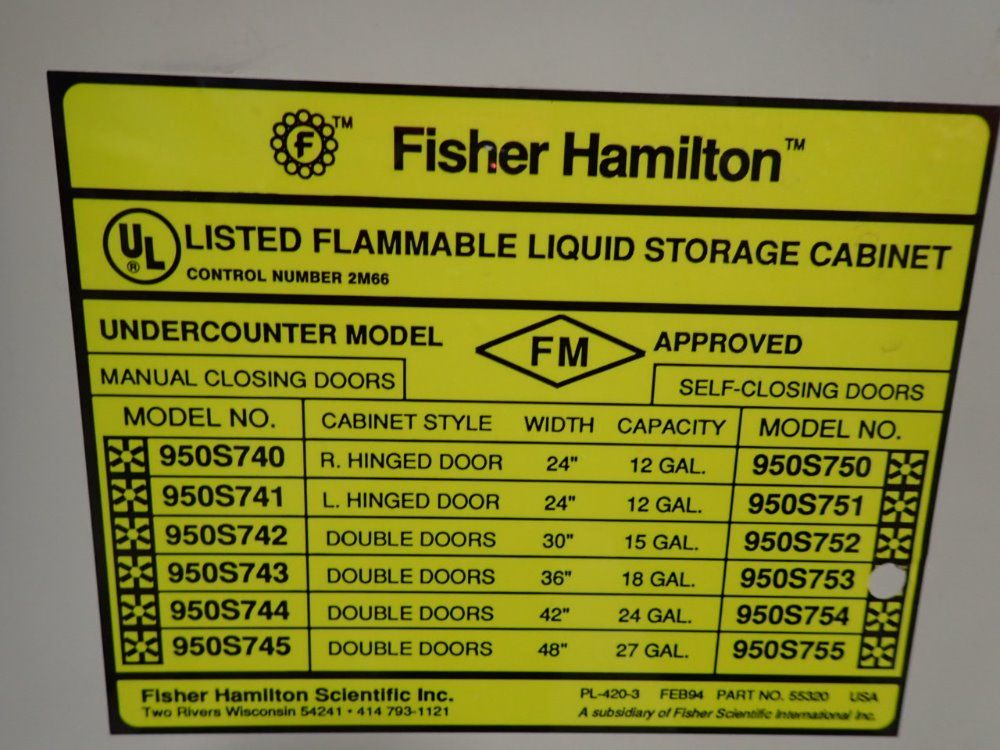 F ™ Fisher Hamilton™
UL ® LISTED FLAMMABLE LIQUID STORAGE CABINET
CONTROL NUMBER 2M66
UNDERCOUNTER MODEL FM APPROVED
MANUAL CLOSING DOORS SELF-CLOSING DOORS
MODEL NO. CABINET STYLE WIDTH CAPACITY MODEL NO.
950S740 R. HINGED DOOR 24" 12 GAL. 950S750
950S741 L. HINGED DOOR 24" 12 GAL. 950S751
950S742 DOUBLE DOORS 30" 15 GAL. 950S752
950S743 DOUBLE DOORS 36" 18 GAL. 950S753
950S744 DOUBLE DOORS 42" 24 GAL. 950S754
950S745 DOUBLE DOORS 48" 27 GAL. 950S755
Fisher Hamilton Scientific Inc. PL-420-3 FEB94 PART NO. 55320 USA
Two Rivers Wisconsin 54241 • 414 793-1121 A subsidiary of Fisher Scientific International Inc.